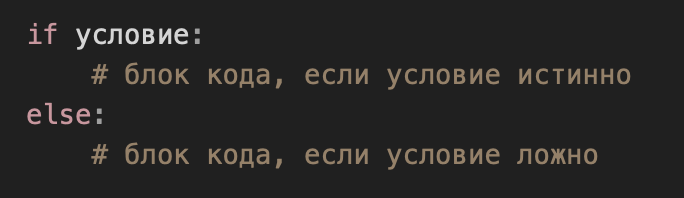 if условие:
    # блок кода, если условие истинно
else:
    # блок кода, если условие ложно